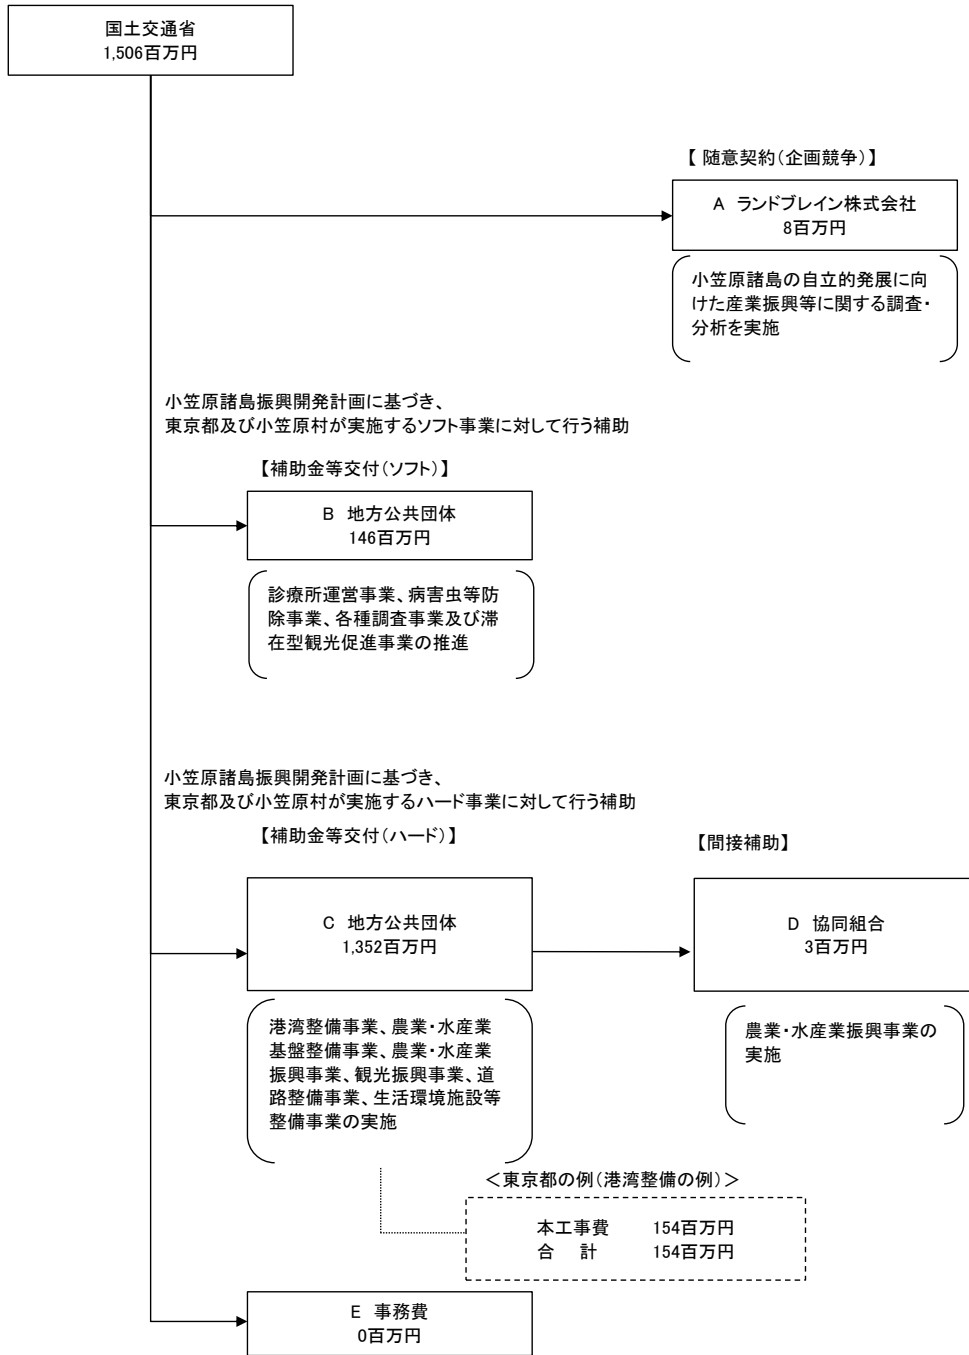 国土交通省
1,506百万円
【 随意契約(企画競争)】
A ランドブレイン株式会社
8百万円
小笠原諸島の自立的発展に向
けた産業振興等に関する調査・
分析を実施
小笠原諸島振興開発計画に基づき、
東京都及び小笠原村が実施するソフト事業に対して行う補助
【補助金等交付(ソフト)】
B 地方公共団体
146百万円
診療所運営事業、病害虫等防
除事業、各種調査事業及び滞
在型観光促進事業の推進
小笠原諸島振興開発計画に基づき、
東京都及び小笠原村が実施するハード事業に対して行う補助
【補助金等交付(ハード)】
【間接補助】
C 地方公共団体
1,352百万円
D 協同組合
3百万円
港湾整備事業、農業・水産業
基盤整備事業、農業・水産業
振興事業、観光振興事業、道
路整備事業、生活環境施設等
整備事業の実施
農業・水産業振興事業の
実施
＜東京都の例(港湾整備の例)＞
本工事費 154百万円
合 計 154百万円
E 事務費
0百万円